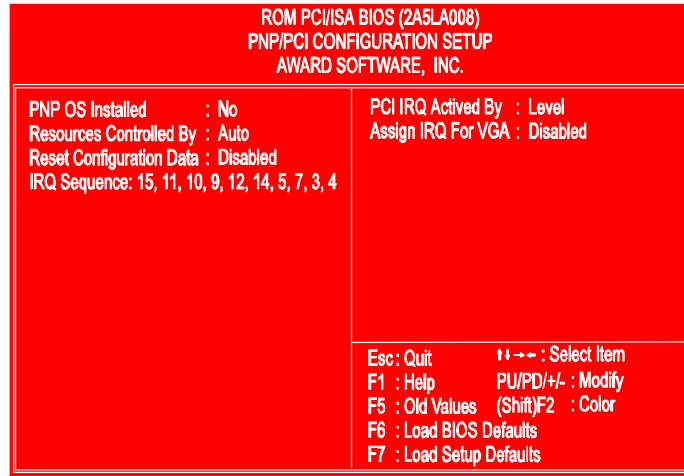 ROM PCI/ISA BIOS (2A5LA008)
PNP/PCI CONFIGURATION SETUP
AWARD SOFTWARE, INC.
PNP OS Installed : No
Resources Controlled By : Auto
Reset Configuration Data : Disabled
IRQ Sequence: 15, 11, 10, 9, 12, 14, 5, 7, 3, 4
PCI IRQ Actived By : Level
Assign IRQ For VGA : Disabled
Esc : Quit ↑↓→← : Select Item
F1 : Help PU/PD/+/- : Modify
F5 : Old Values (Shift)F2 : Color
F6 : Load BIOS Defaults
F7 : Load Setup Defaults